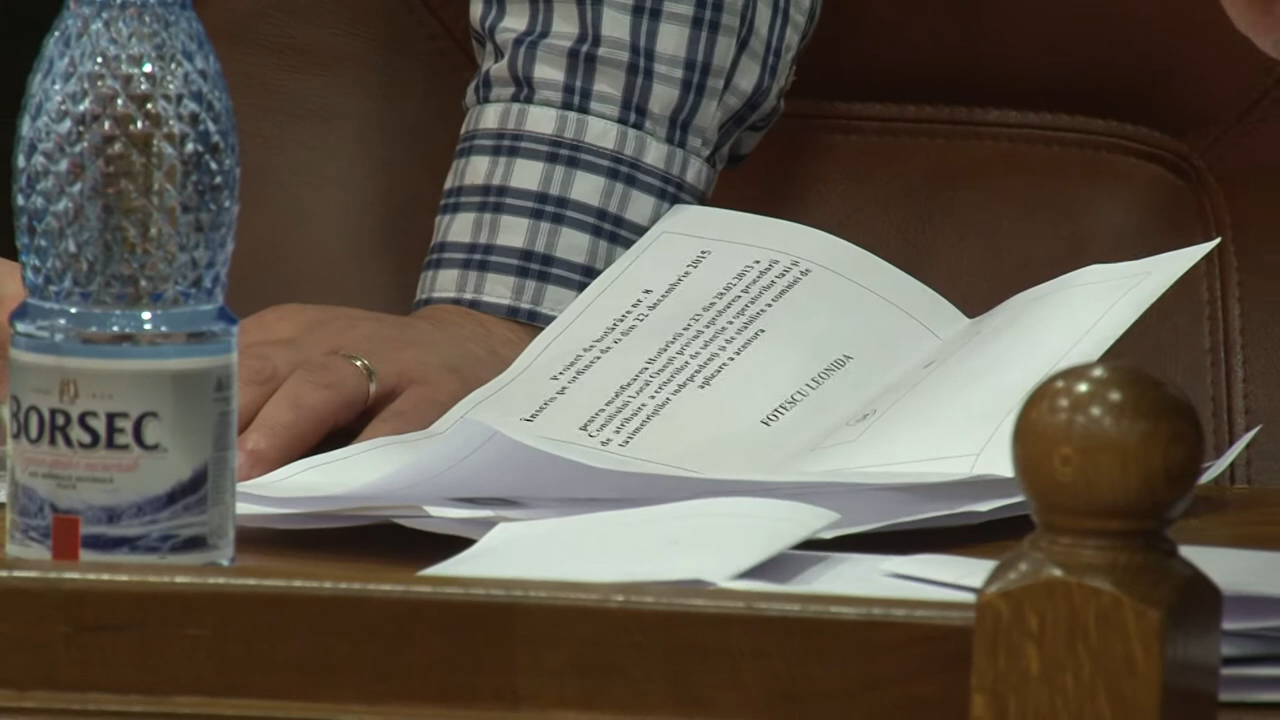 BORSEC
Proiect de hotărâre nr. 8
înscris pe ordinea de zi din 22 decembrie 2015
pentru modificarea Hotărârii nr. 23 din 28.02.2013 a
Consiliului Local privind aprobarea procedurii
de atribuire a criteriilor de selecţie a operatorilor taxi şi
taximetriştilor independenţi şi de stabilire a comisiei de
aplicare a acestora
FOTESCU LEONIDA